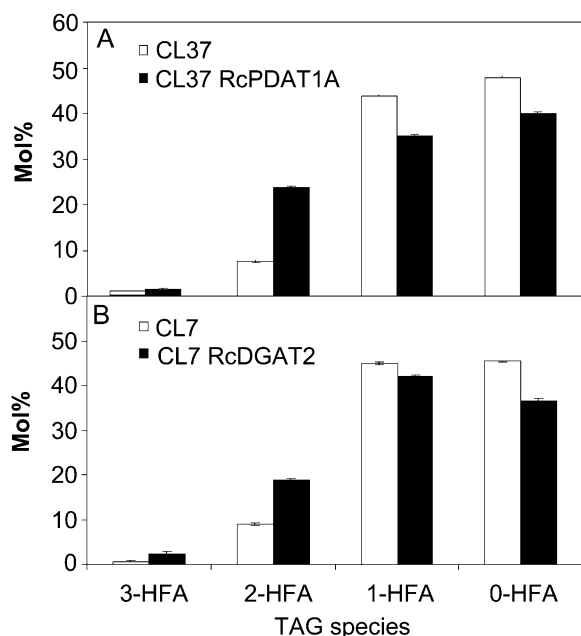 A
CL37
CL37 RcPDAT1A
Mol%
60
50
40
30
20
10
0
B
CL7
CL7 RcDGAT2
Mol%
50
40
30
20
10
0
3-HFA 2-HFA 1-HFA 0-HFA
TAG species